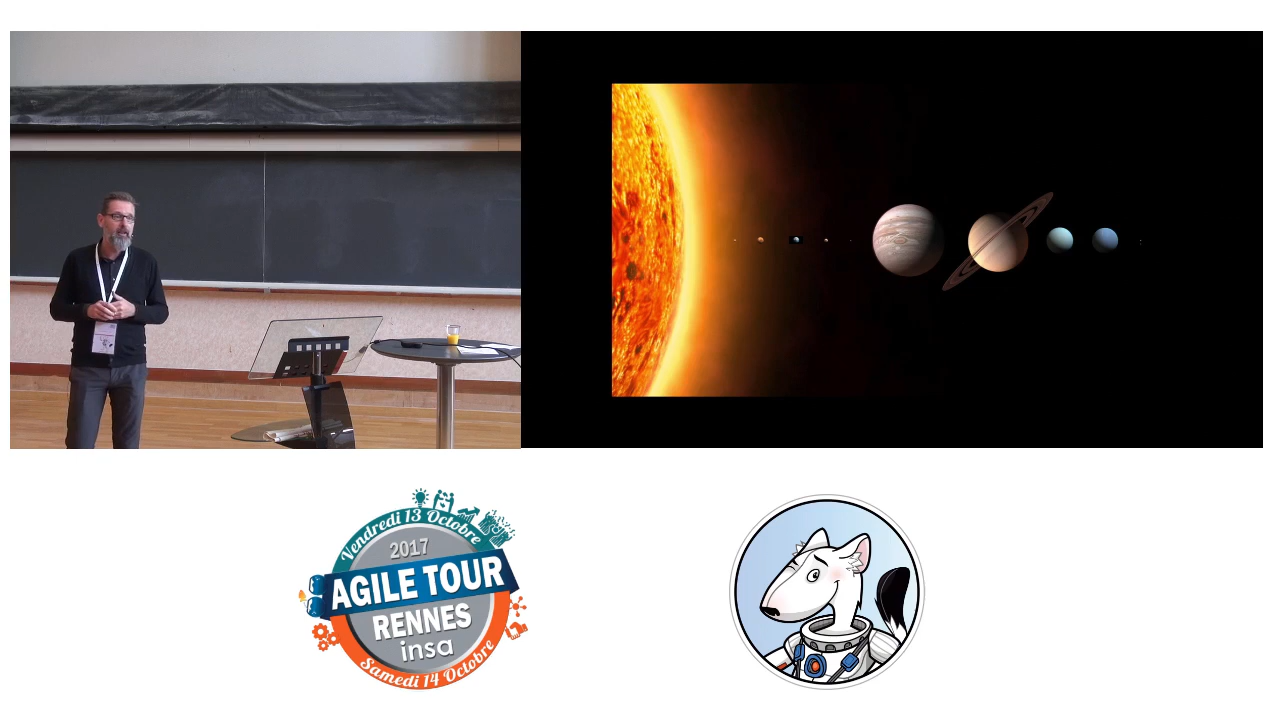 Vendredi 13 Octobre
2017
AGILE TOUR
RENNES
insa
Samedi 14 Octobre